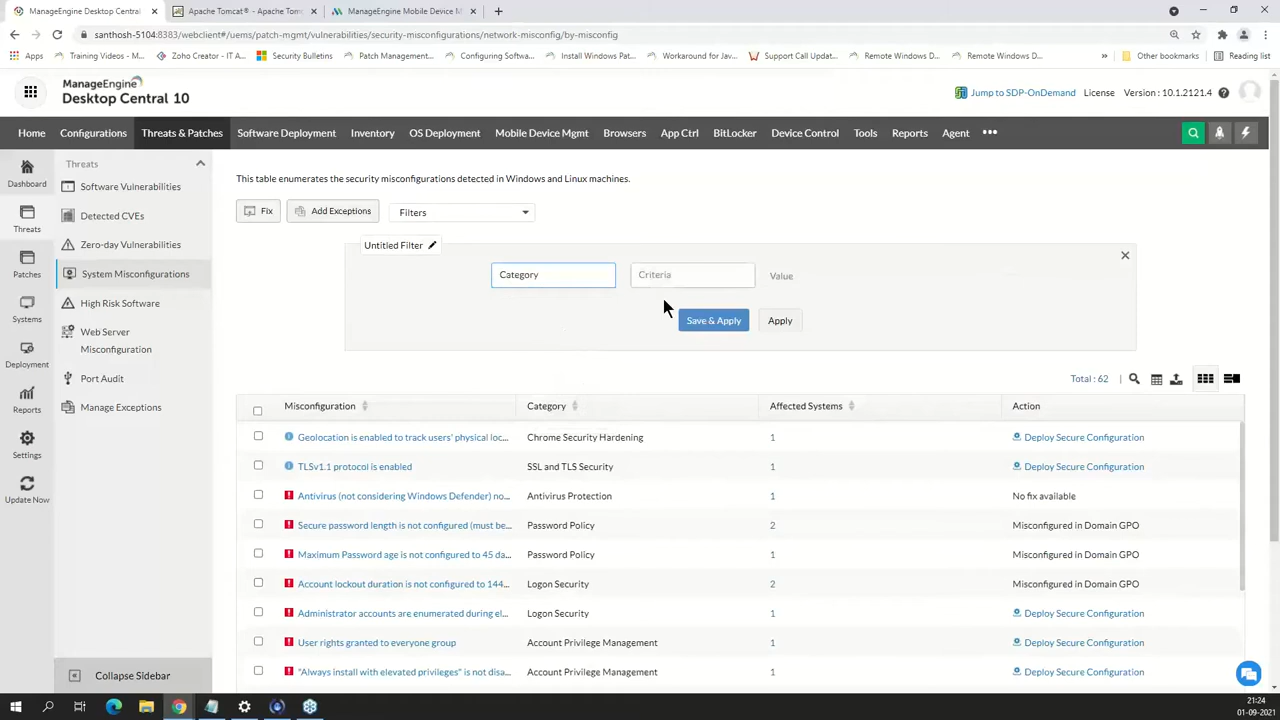 ManageEngine Desktop Central
Apache Tomcat® - Apache Tom
ManageEngine Mobile Device M
santhosh-5104:8383/webclient#/uems/patch-mgmt/vulnerabilities/security-misconfigurations/network-misconfig/by-misconfig
Apps
Training Videos - M...
Zoho Creator - IT A...
Security Bulletins
Patch Management...
Configuring Softwar...
Install Windows Pat...
Workaround for Jav...
Support Call Updat...
Remote Windows D...
Remote Windows D...
»
Other bookmarks
Reading list
ManageEngine
Desktop Central 10
Jump to SDP-OnDemand
License
Version : 10.1.2121.4
Home
Configurations
Threats & Patches
Software Deployment
Inventory
OS Deployment
Mobile Device Mgmt
Browsers
App Ctrl
BitLocker
Device Control
Tools
Reports
Agent
•••
Dashboard
Threats
Patches
Systems
Deployment
Reports
Settings
Update Now
Threats
Software Vulnerabilities
Detected CVEs
Zero-day Vulnerabilities
System Misconfigurations
High Risk Software
Web Server
Misconfiguration
Port Audit
Manage Exceptions
Collapse Sidebar
This table enumerates the security misconfigurations detected in Windows and Linux machines.
Fix
Add Exceptions
Filters
Untitled Filter
Category
Criteria
Value
Save & Apply
Apply
Total : 62
Misconfiguration
Category
Affected Systems
Action
Geolocation is enabled to track users' physical loc...
Chrome Security Hardening
1
Deploy Secure Configuration
TLSv1.1 protocol is enabled
SSL and TLS Security
1
Deploy Secure Configuration
Antivirus (not considering Windows Defender) no...
Antivirus Protection
1
No fix available
Secure password length is not configured (must be...
Password Policy
2
Misconfigured in Domain GPO
Maximum Password age is not configured to 45 da...
Password Policy
1
Misconfigured in Domain GPO
Account lockout duration is not configured to 144...
Logon Security
2
Misconfigured in Domain GPO
Administrator accounts are enumerated during el...
Logon Security
1
Deploy Secure Configuration
User rights granted to everyone group
Account Privilege Management
1
Deploy Secure Configuration
"Always install with elevated privileges" is not disa...
Account Privilege Management
1
Deploy Secure Configuration
21:24
01-09-2021